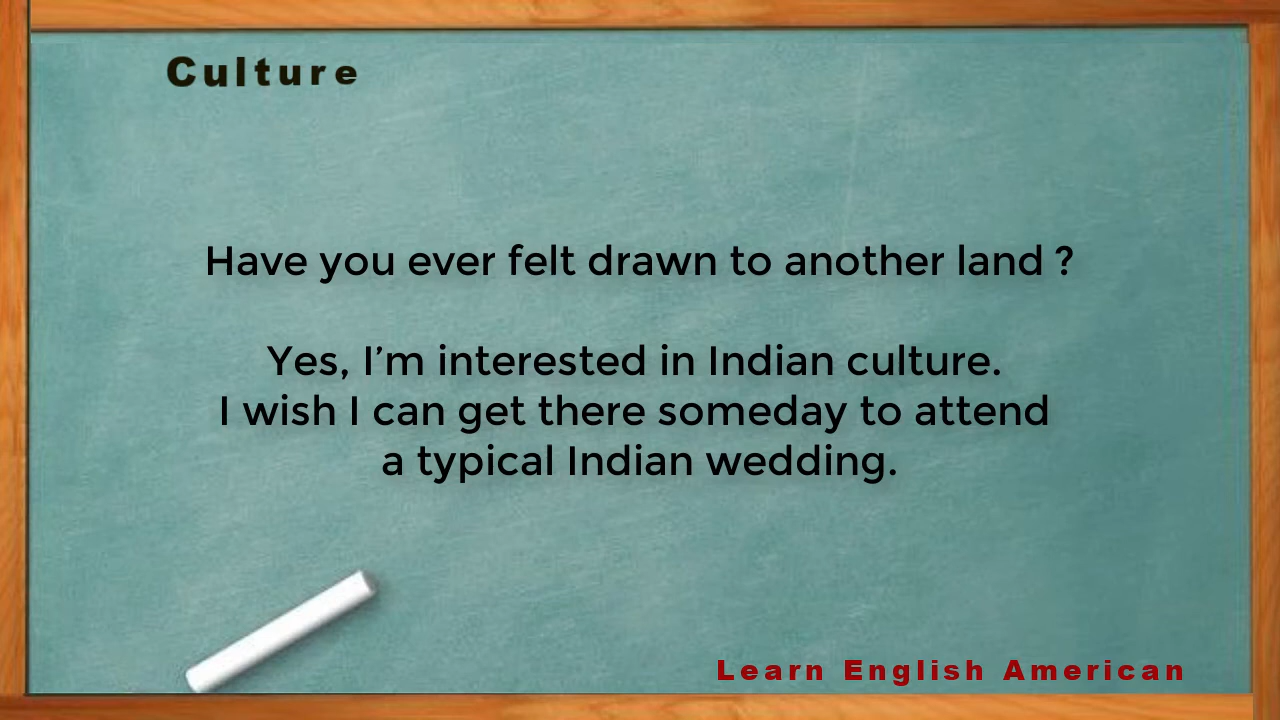 Culture
Have you ever felt drawn to another land ?
Yes, I’m interested in Indian culture.
I wish I can get there someday to attend
a typical Indian wedding.
Learn English American